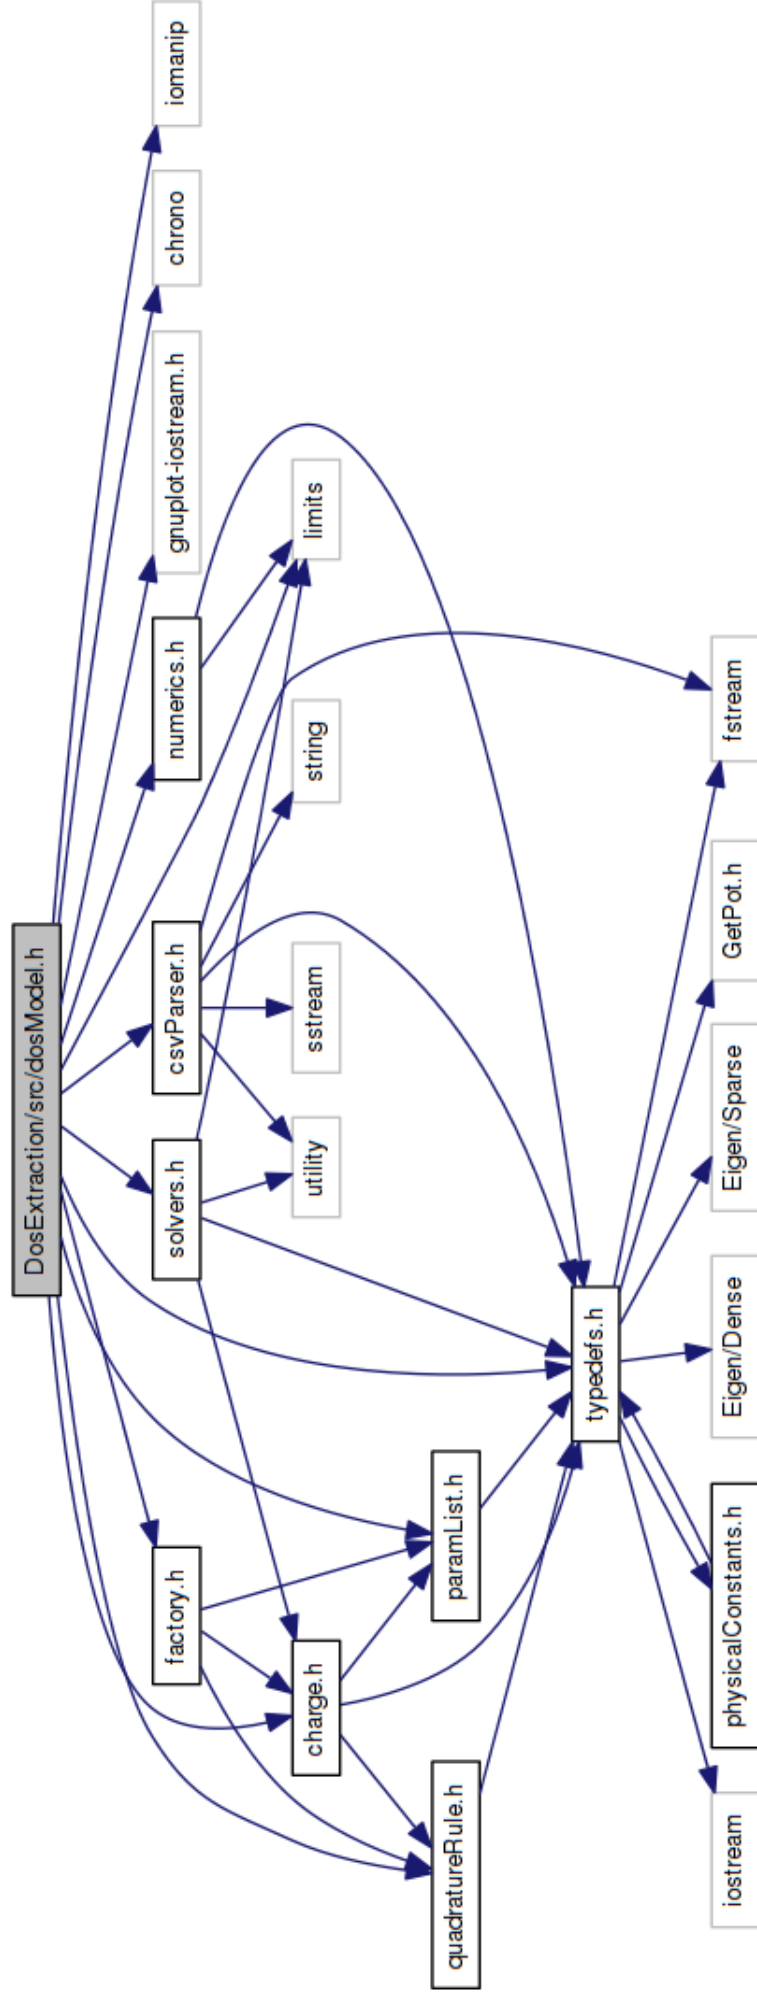 DosExtraction/src/dosModel.h
factory.h
solvers.h
csvParser.h
numerics.h
gnuplot-iostream.h
chrono
iomanip
charge.h
utility
sstream
string
limits
quadratureRule.h
paramList.h
typedefs.h
iostream
physicalConstants.h
Eigen/Dense
Eigen/Sparse
GetPot.h
fstream